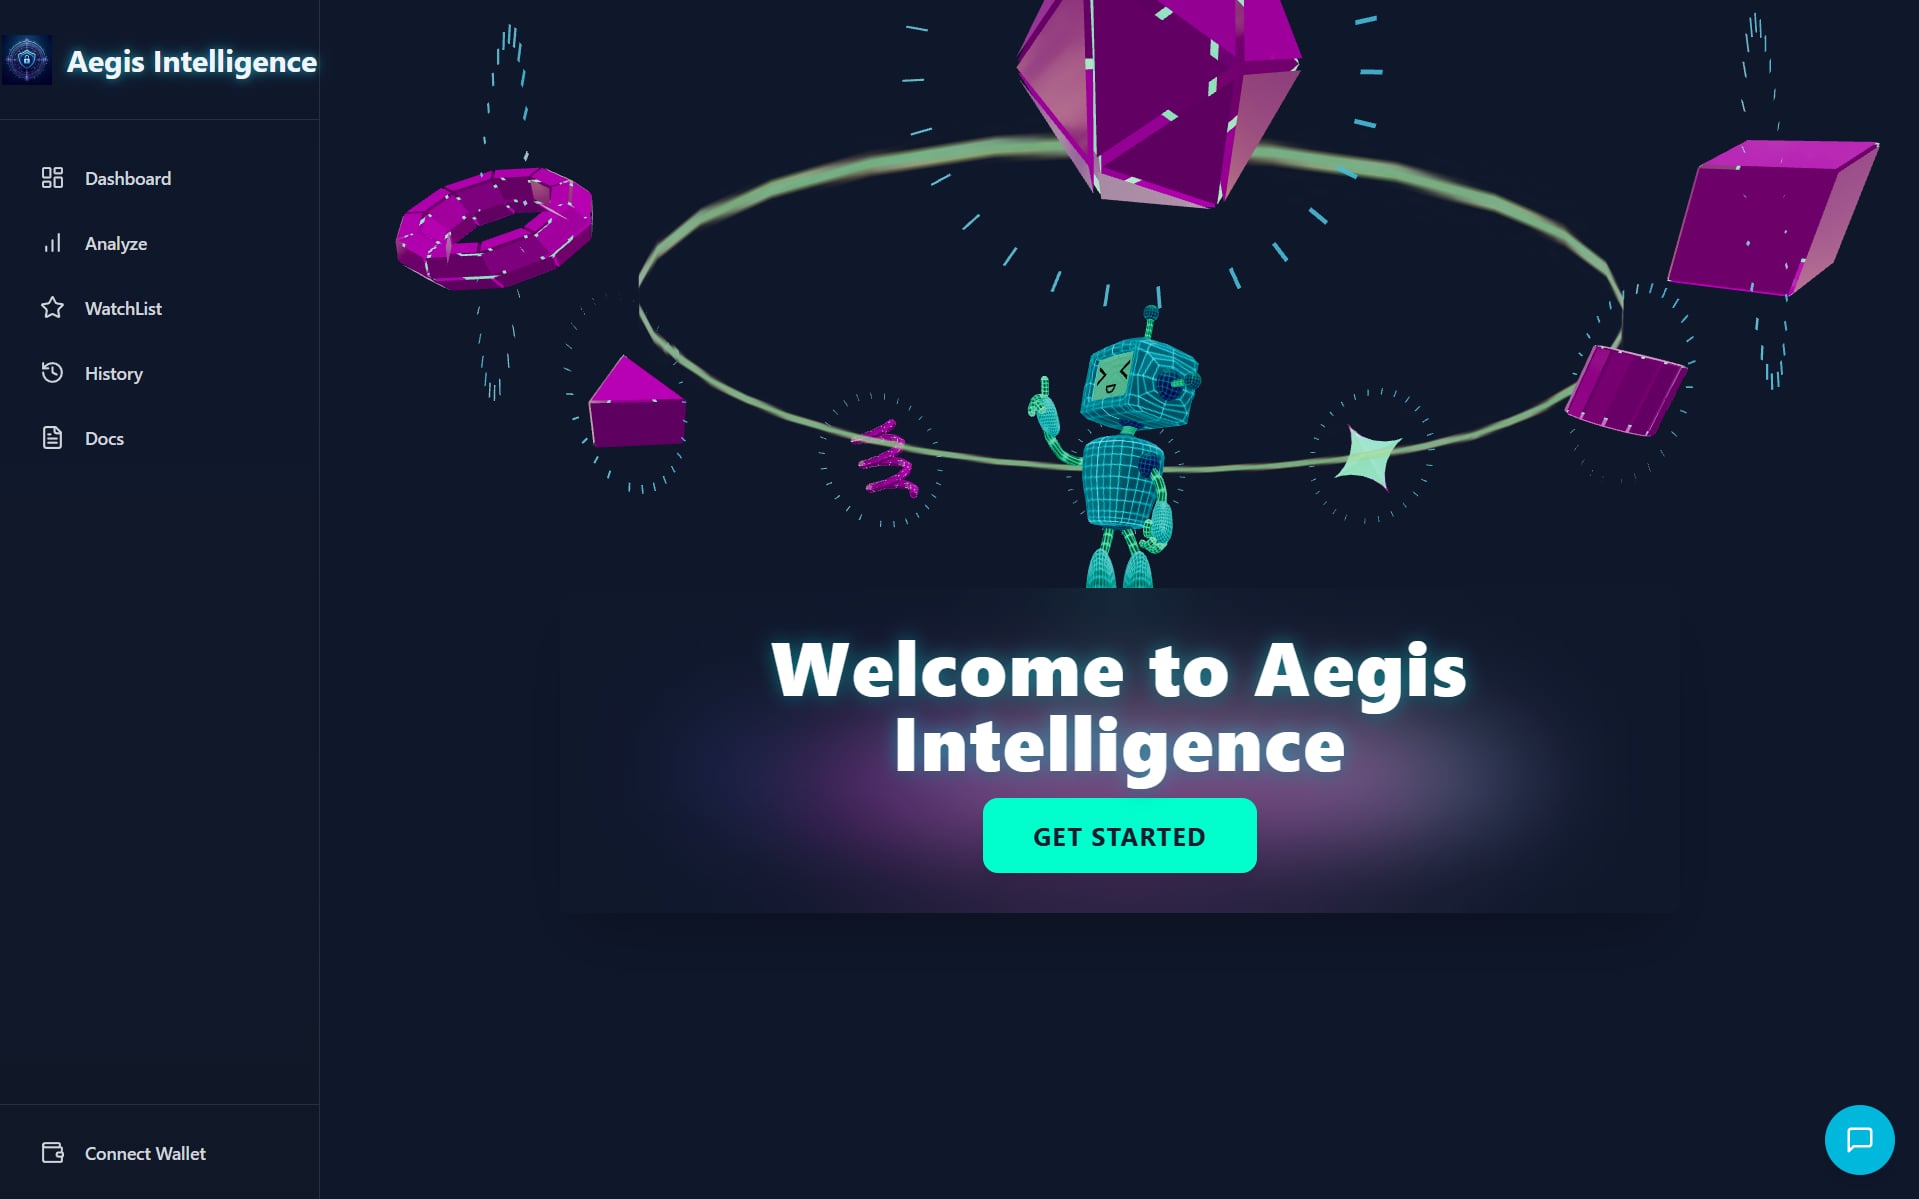 Aegis Intelligence
Dashboard
Analyze
WatchList
History
Docs
Connect Wallet
Welcome to Aegis
Intelligence
GET STARTED